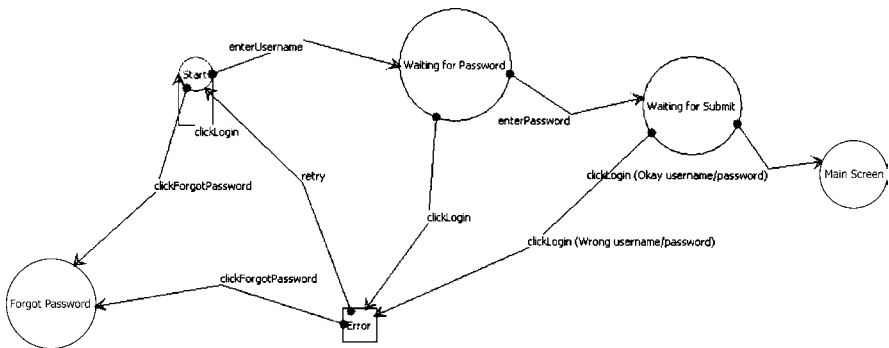 enterUsername
Start
Waiting for Password
clickLogin
enterPassword
Waiting for Submit
clickForgotPassword
retry
clickLogin
clickLogin (Okay username/password)
Main Screen
clickLogin (Wrong username/password)
clickForgotPassword
Forgot Password
Error